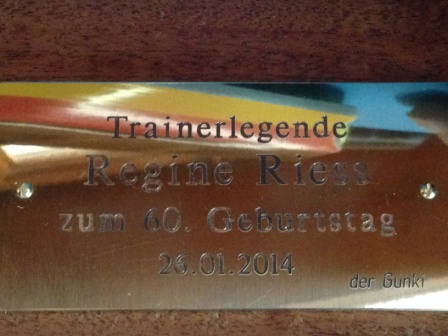 Trainerlegende
Regine Riess
zum 60. Geburtstag
26.01.2014
der Gunki